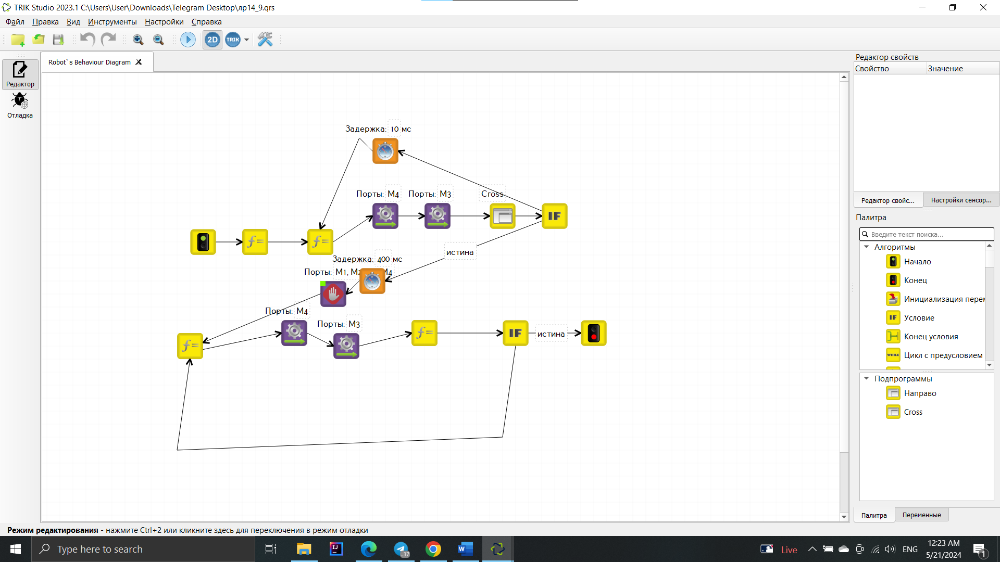 TRIK Studio 2023.1 C:\Users\User\Downloads\Telegram Desktop\лр14_9.qrs
Файл Правка Вид Инструменты Настройки Справка
2D TRIK
Редактор
Отладка
Robot`s Behaviour Diagram
Задержка: 10 мс
Порты: M4
Порты: M3
Cross
IF
f=
f=
истина
Задержка: 400 мс
Порты: M1, M2 M4
Порты: M4
Порты: M3
f=
f=
IF
истина
Редактор свойств
Свойство Значение
Редактор свойс...
Настройки сенсор...
Палитра
Введите текст поиска...
Алгоритмы
Начало
Конец
Инициализация перем
IF Условие
Конец условия
WHILE Цикл с предусловием
Подпрограммы
Направо
Cross
Палитра
Переменные
Режим редактирования - нажмите Ctrl+2 или кликните здесь для переключения в режим отладки
Type here to search
IJ
37
W
Live
ENG
12:23 AM
5/21/2024
1